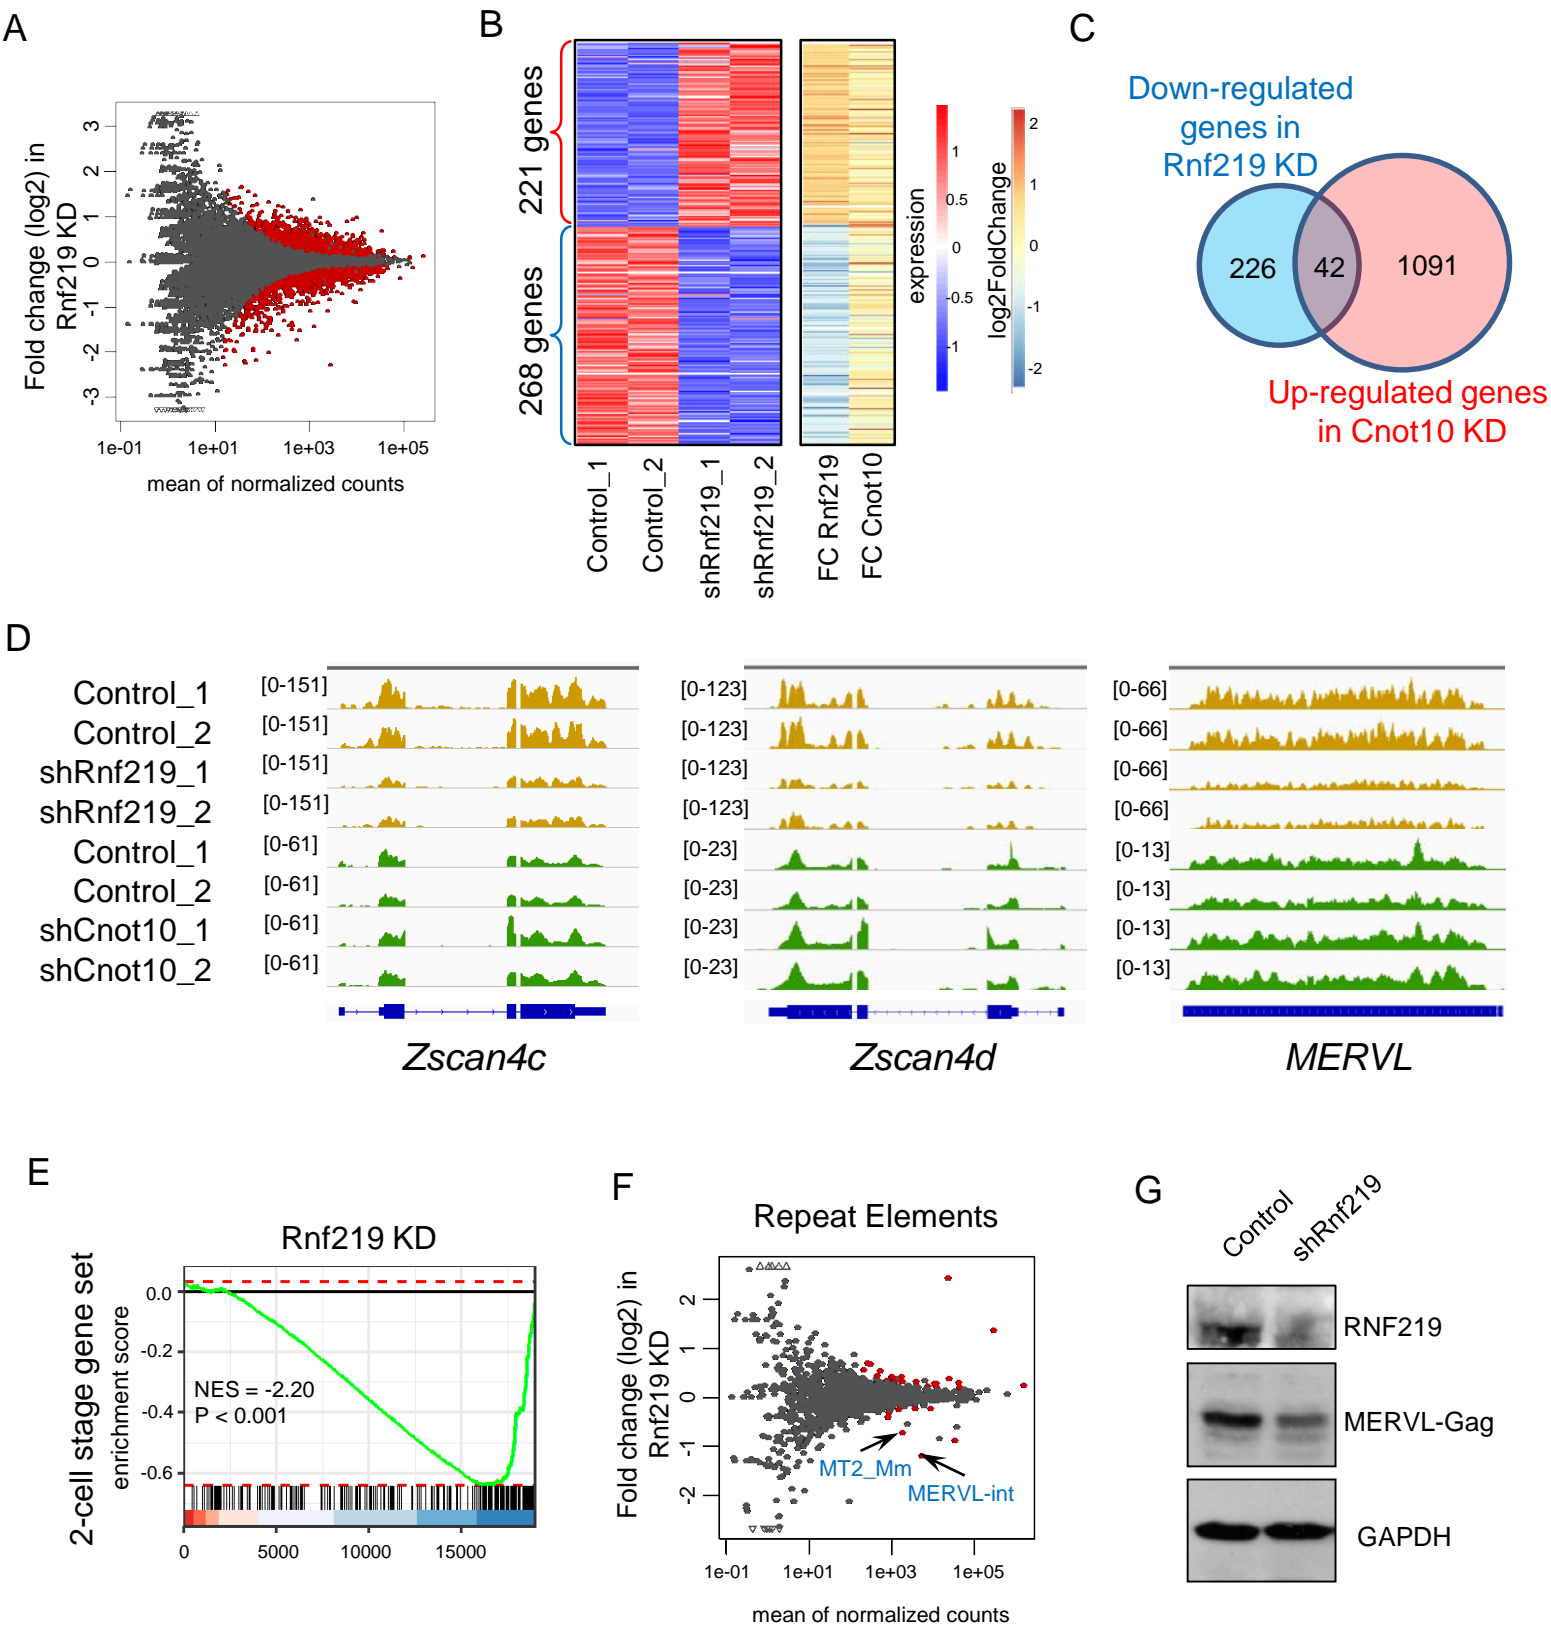 A
Fold change (log2) in
Rnf219 KD
3
2
1
0
-1
-2
-3
1e-01
1e+01
1e+03
1e+05
mean of normalized counts
B
221 genes
268 genes
Control_1
Control_2
shRnf219_1
shRnf219_2
FC Rnf219
FC Cnot10
1
0.5
0
-0.5
-1
expression
2
1
0
-1
-2
log2FoldChange
C
Down-regulated
genes in
Rnf219 KD
226
42
1091
Up-regulated genes
in Cnot10 KD
D
Control_1
Control_2
shRnf219_1
shRnf219_2
Control_1
Control_2
shCnot10_1
shCnot10_2
[0-151]
[0-151]
[0-151]
[0-151]
[0-61]
[0-61]
[0-61]
[0-61]
Zscan4c
[0-123]
[0-123]
[0-123]
[0-123]
[0-23]
[0-23]
[0-23]
[0-23]
Zscan4d
[0-66]
[0-66]
[0-66]
[0-66]
[0-13]
[0-13]
[0-13]
[0-13]
MERVL
E
Rnf219 KD
2-cell stage gene set
enrichment score
0.0
-0.2
-0.4
-0.6
NES = -2.20
P < 0.001
0
5000
10000
15000
F
Repeat Elements
Fold change (log2) in
Rnf219 KD
2
1
0
-1
-2
MT2_Mm
MERVL-int
1e-01
1e+01
1e+03
1e+05
mean of normalized counts
G
Control
shRnf219
RNF219
MERVL-Gag
GAPDH